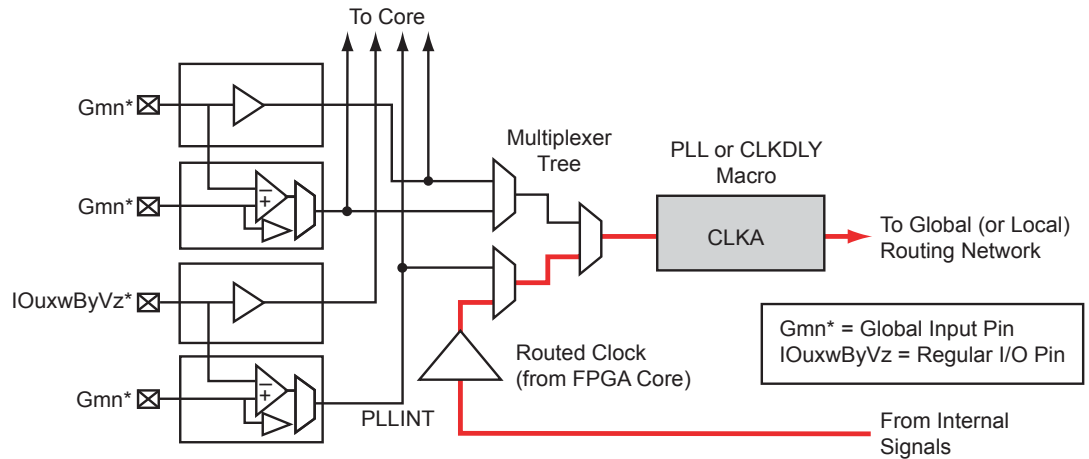 To Core
Gmn*
Gmn*
IOuxwByVz*
Gmn*
Multiplexer
Tree
PLL or CLKDLY
Macro
CLKA
To Global (or Local)
Routing Network
Routed Clock
(from FPGA Core)
PLLINT
Gmn* = Global Input Pin
IOuxwByVz = Regular I/O Pin
From Internal
Signals